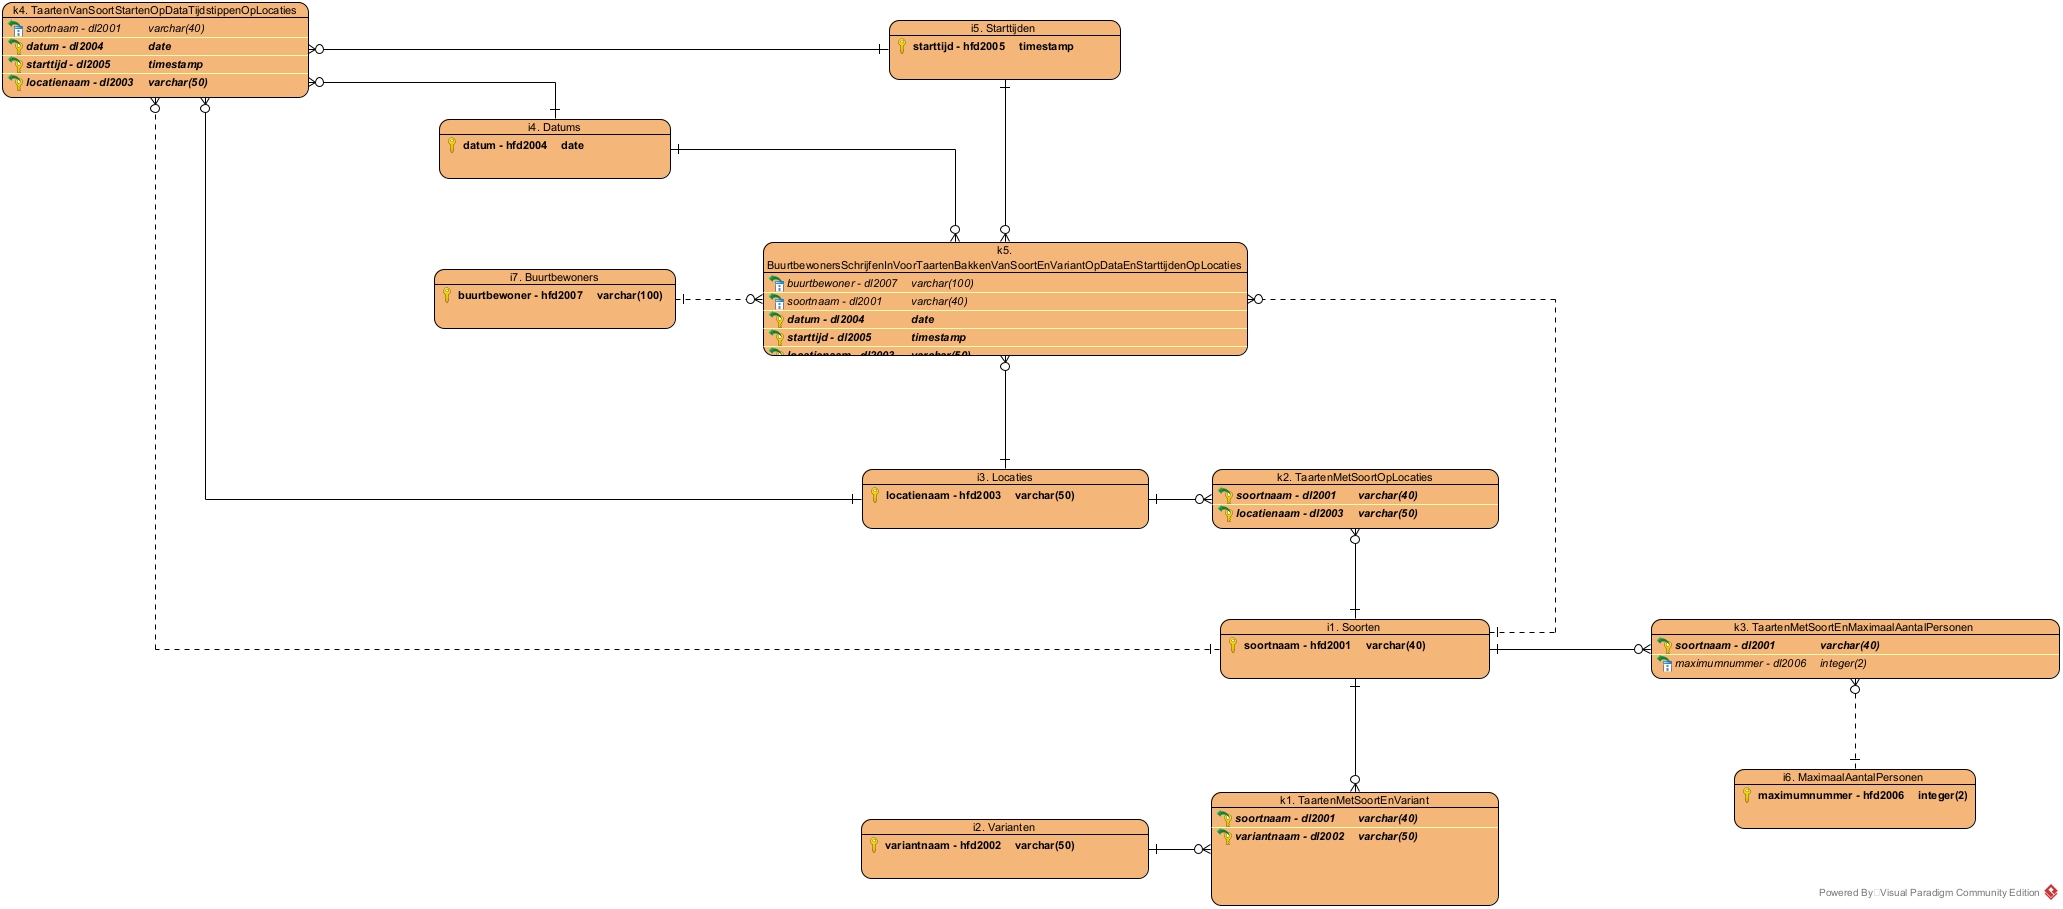 k4. TaartenVanSoortStartenOpDataTijdstippenOpLocaties
soortnaam - dl2001 varchar(40)
datum - dl2004 date
starttijd - dl2005 timestamp
locatienaam - dl2003 varchar(50)
i5. Starttijden
starttijd - hfd2005 timestamp
i4. Datums
datum - hfd2004 date
k5.
BuurtbewonersSchrijfenInVoorTaartenBakkenVanSoortEnVariantOpDataEnStarttijdenOpLocaties
buurtbewoner - dl2007 varchar(100)
soortnaam - dl2001 varchar(40)
datum - dl2004 date
starttijd - dl2005 timestamp
locatienaam - dl2003 varchar(50)
i7. Buurtbewoners
buurtbewoner - hfd2007 varchar(100)
i3. Locaties
locatienaam - hfd2003 varchar(50)
k2. TaartenMetSoortOpLocaties
soortnaam - dl2001 varchar(40)
locatienaam - dl2003 varchar(50)
i1. Soorten
soortnaam - hfd2001 varchar(40)
k3. TaartenMetSoortEnMaximaalAantalPersonen
soortnaam - dl2001 varchar(40)
maximumnummer - dl2006 integer(2)
i6. MaximaalAantalPersonen
maximumnummer - hfd2006 integer(2)
k1. TaartenMetSoortEnVariant
soortnaam - dl2001 varchar(40)
variantnaam - dl2002 varchar(50)
i2. Varianten
variantnaam - hfd2002 varchar(50)
Powered By Visual Paradigm Community Edition